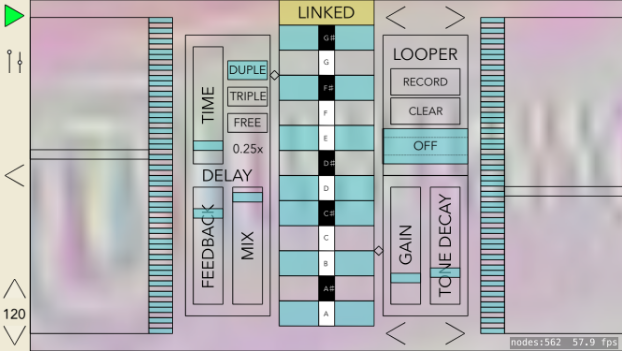 LINKED
G#
G
F#
F
E
D#
D
C#
C
B
A#
A
TIME
DUPLE
TRIPLE
FREE
0.25x
DELAY
FEEDBACK
MIX
LOOPER
RECORD
CLEAR
OFF
GAIN
TONE DECAY
120
nodes:562 57.9 fps